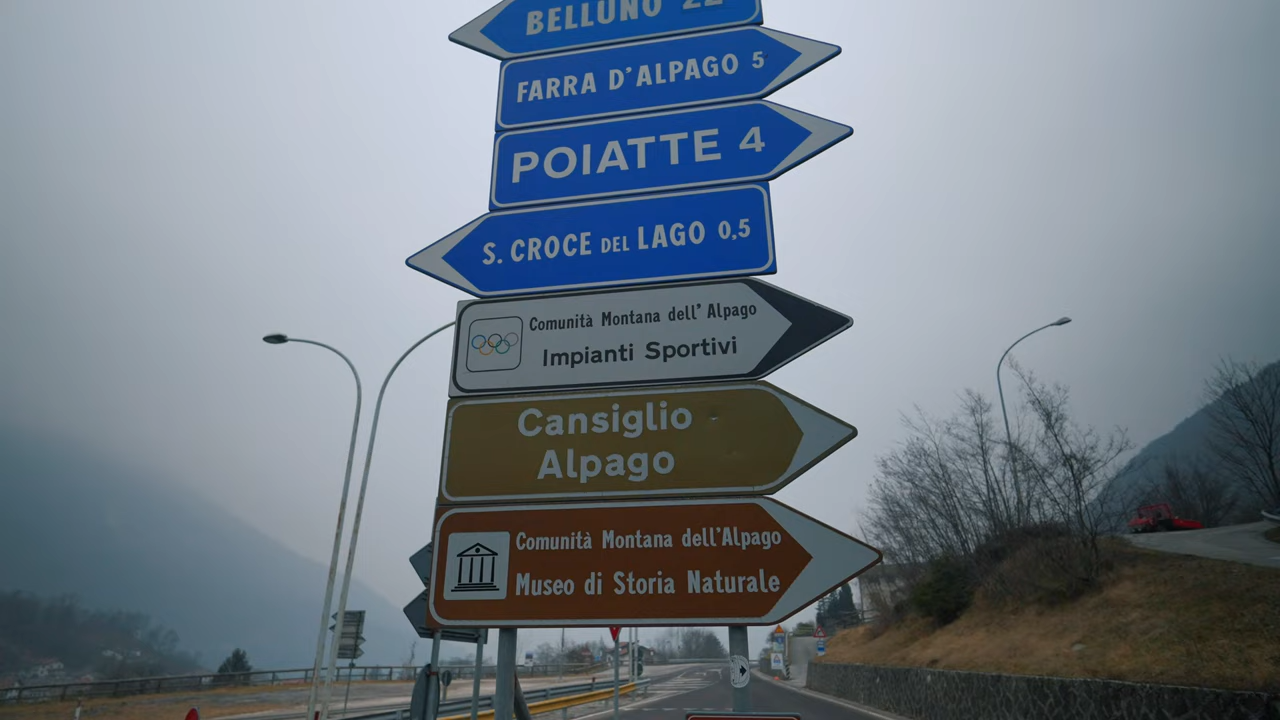 BELLUNO 22
FARRA D'ALPAGO 5
POIATTE 4
S. CROCE DEL LAGO 0,5
Comunità Montana dell' Alpago
Impianti Sportivi
Cansiglio
Alpago
Comunità Montana dell'Alpago
Museo di Storia Naturale